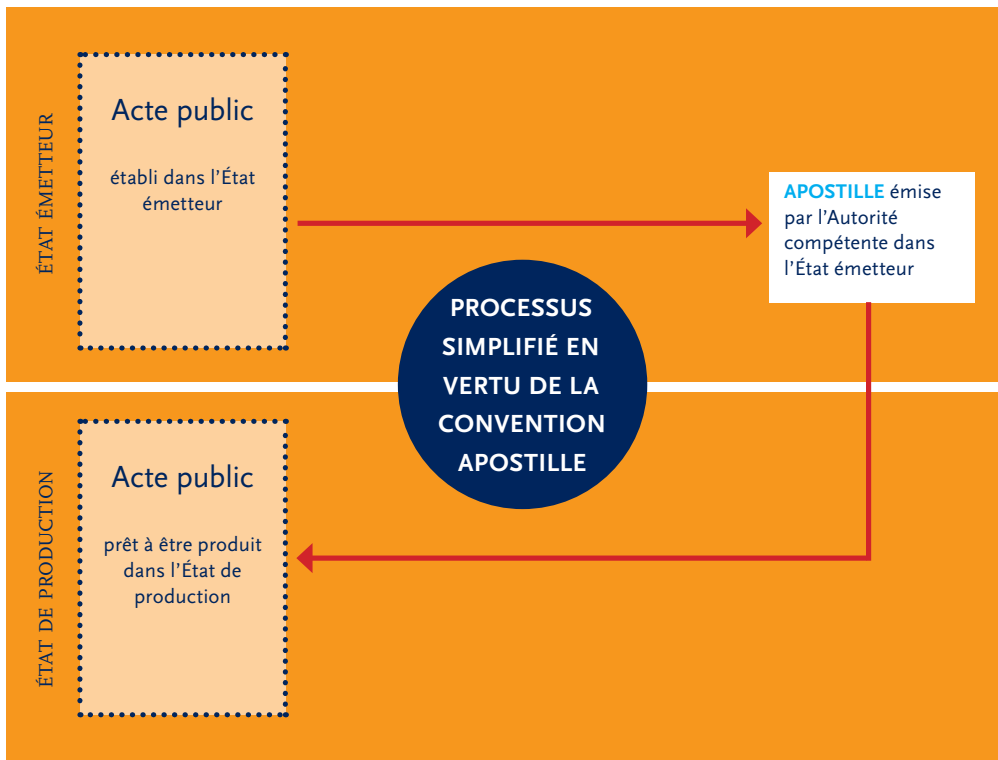 ÉTAT ÉMETTEUR
Acte public
établi dans l'État
émetteur
APOSTILLE émise
par l'Autorité
compétente dans
l'État émetteur
PROCESSUS
SIMPLIFIÉ EN
VERTU DE LA
CONVENTION
APOSTILLE
ÉTAT DE PRODUCTION
Acte public
prêt à être produit
dans l'État de
production